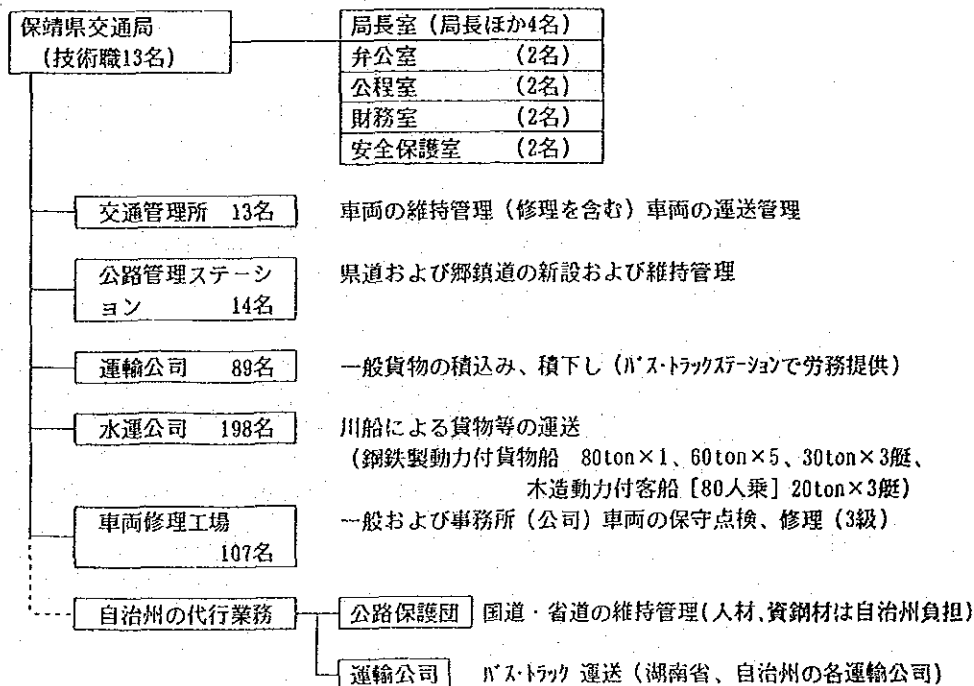 保靖県交通局
(技術職13名)
局長室 (局長ほか4名)
弁公室 (2名)
公程室 (2名)
財務室 (2名)
安全保護室 (2名)
交通管理所 13名
車両の維持管理 (修理を含む) 車両の運送管理
公路管理ステーシ
ョン 14名
県道および郷鎮道の新設および維持管理
運輸公司 89名
一般貨物の積込み、積下し (バス・トラックステーションで労務提供)
水運公司 198名
川船による貨物等の運送
(鋼鉄製動力付貨物船 80ton×1、60ton×5、30ton×3艇、
木造動力付客船 [80人乗] 20ton×3艇)
車両修理工場
107名
一般および事務所 (公司) 車両の保守点検、修理 (3級)
自治州の代行業務
公路保護団 国道・省道の維持管理(人材、資鋼材は自治州負担)
運輸公司 バス・トラック 運送 (湖南省、自治州の各運輸公司)